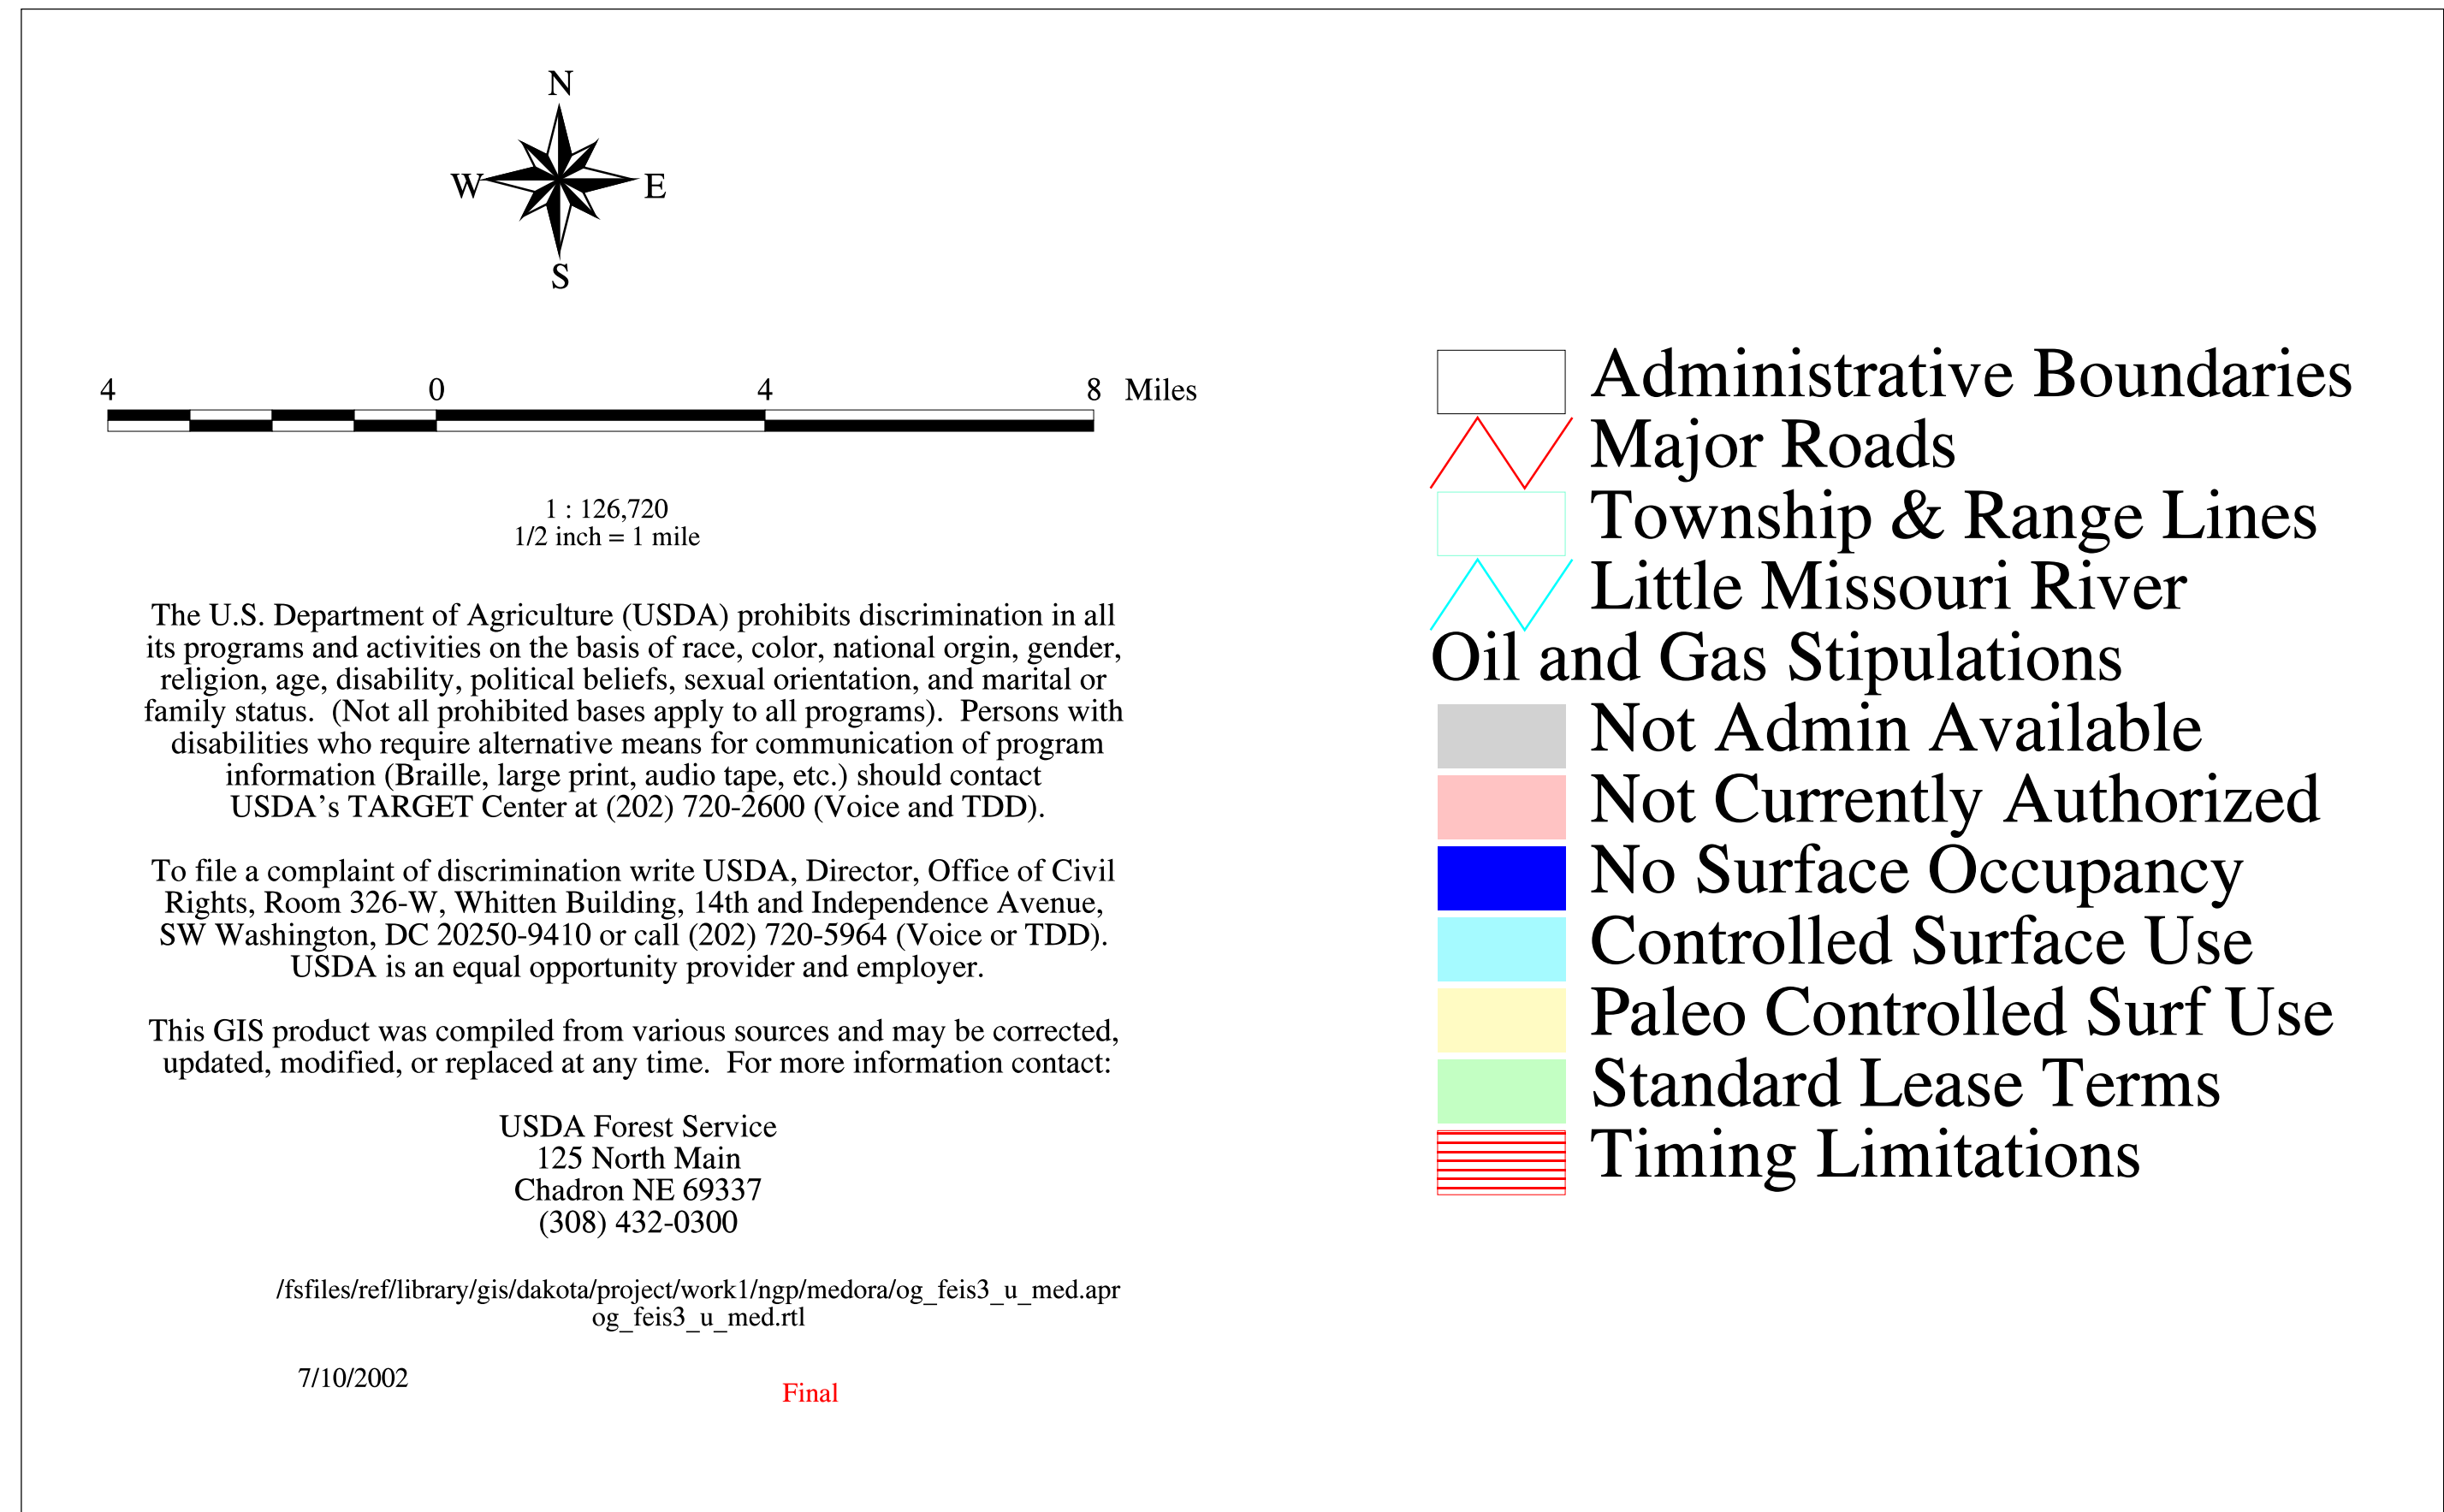 N
W E
S
4 0 4 8 Miles
1 : 126,720
1/2 inch = 1 mile
The U.S. Department of Agriculture (USDA) prohibits discrimination in all
its programs and activities on the basis of race, color, national orgin, gender,
religion, age, disability, political beliefs, sexual orientation, and marital or
family status.  (Not all prohibited bases apply to all programs).  Persons with
disabilities who require alternative means for communication of program
information (Braille, large print, audio tape, etc.) should contact
USDA's TARGET Center at (202) 720-2600 (Voice and TDD).
To file a complaint of discrimination write USDA, Director, Office of Civil
Rights, Room 326-W, Whitten Building, 14th and Independence Avenue,
SW Washington, DC 20250-9410 or call (202) 720-5964 (Voice or TDD).
USDA is an equal opportunity provider and employer.
This GIS product was compiled from various sources and may be corrected,
updated, modified, or replaced at any time.  For more information contact:
USDA Forest Service
125 North Main
Chadron NE 69337
(308) 432-0300
/fsfiles/ref/library/gis/dakota/project/work1/ngp/medora/og_feis3_u_med.apr
og_feis3_u_med.rtl
7/10/2002
Final
Administrative Boundaries
Major Roads
Township & Range Lines
Little Missouri River
Oil and Gas Stipulations
Not Admin Available
Not Currently Authorized
No Surface Occupancy
Controlled Surface Use
Paleo Controlled Surf Use
Standard Lease Terms
Timing Limitations